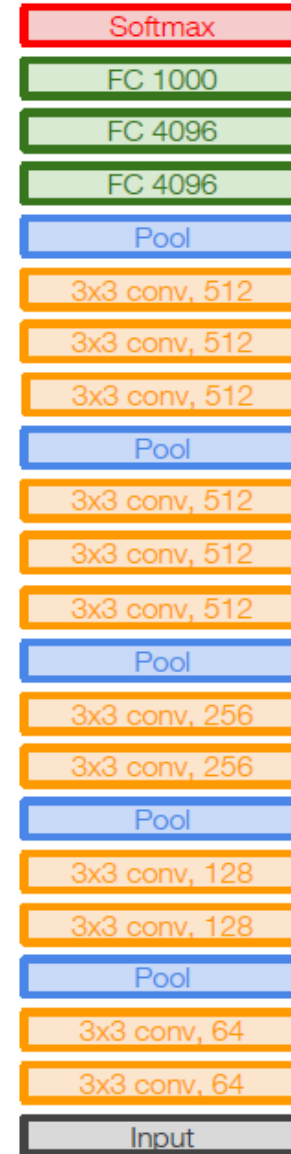 Softmax
FC 1000
FC 4096
FC 4096
Pool
3x3 conv, 512
3x3 conv, 512
3x3 conv, 512
Pool
3x3 conv, 512
3x3 conv, 512
3x3 conv, 512
Pool
3x3 conv, 256
3x3 conv, 256
Pool
3x3 conv, 128
3x3 conv, 128
Pool
3x3 conv, 64
3x3 conv, 64
Input